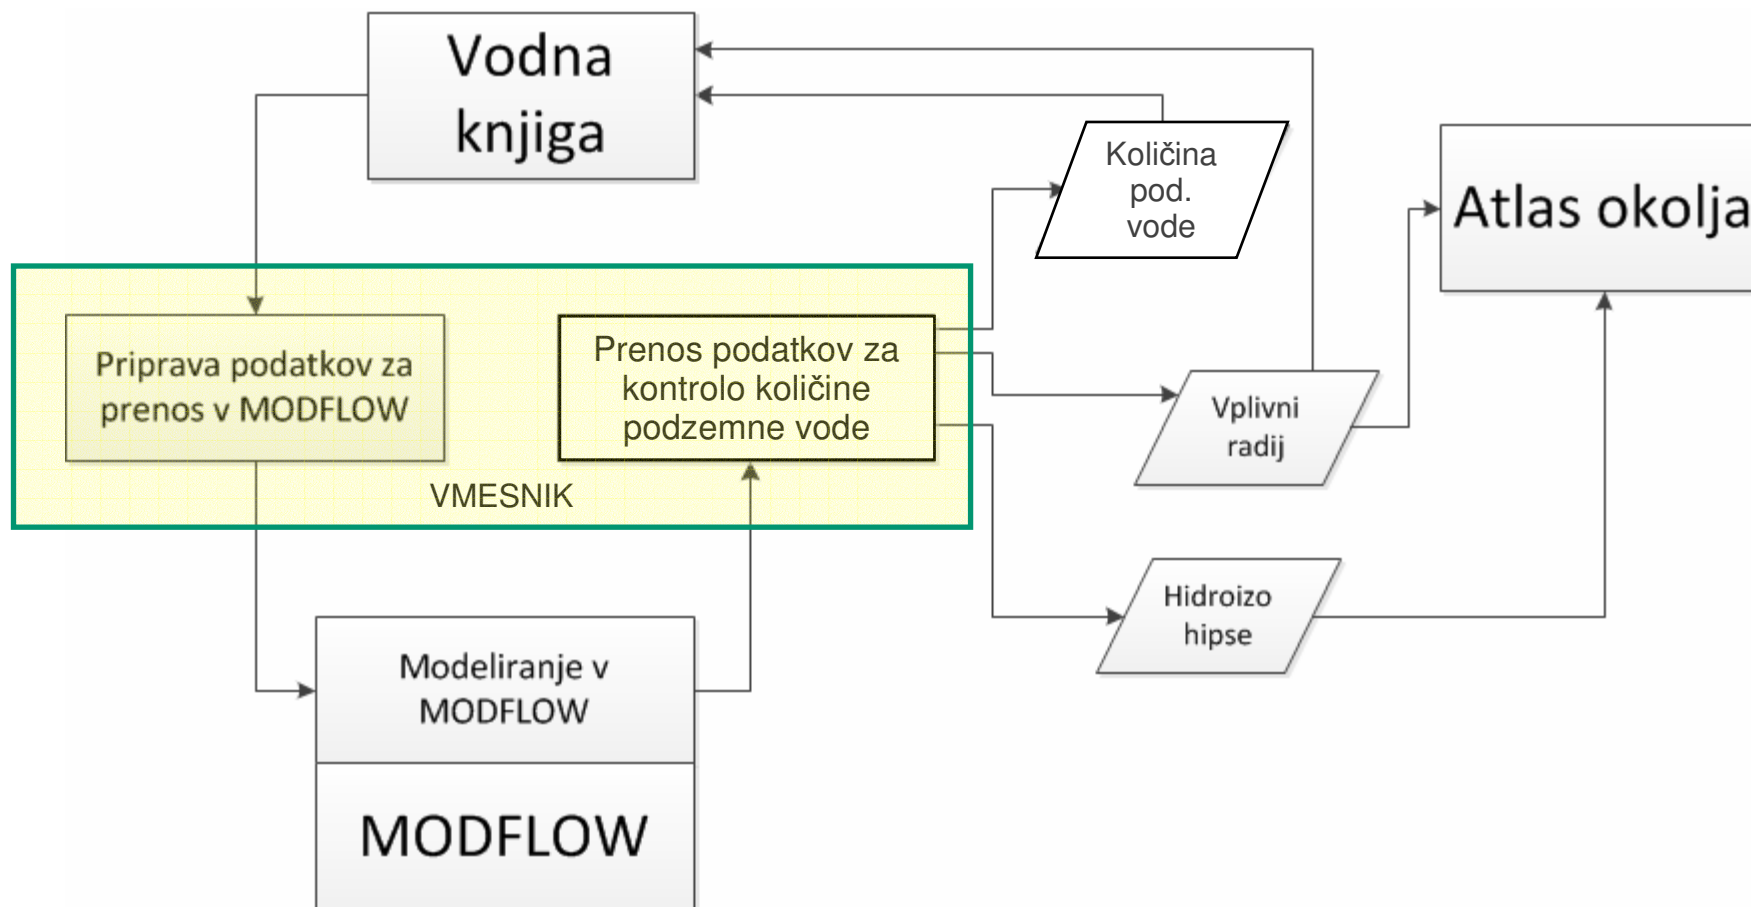 Vodna
knjiga
Količina
pod.
vode
Atlas okolja
Priprava podatkov za
prenos v MODFLOW
Prenos podatkov za
kontrolo količine
podzemne vode
VMESNIK
Vplivni
radij
Hidroizo
hipse
Modeliranje v
MODFLOW
MODFLOW